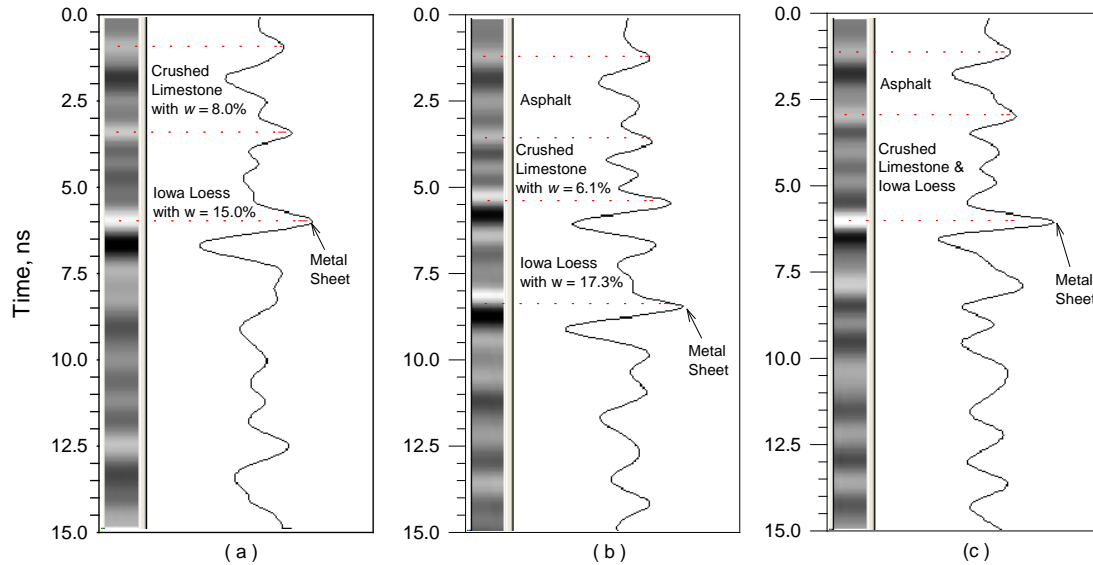 Time, ns
0.0
2.5
5.0
7.5
10.0
12.5
15.0
Crushed
Limestone
with w = 8.0%
Iowa Loess
with w = 15.0%
Metal
Sheet
( a )
0.0
2.5
5.0
7.5
10.0
12.5
15.0
Asphalt
Crushed
Limestone
with w = 6.1%
Iowa Loess
with w = 17.3%
Metal
Sheet
( b )
0.0
2.5
5.0
7.5
10.0
12.5
15.0
Asphalt
Crushed
Limestone &
Iowa Loess
Metal
Sheet
(c)